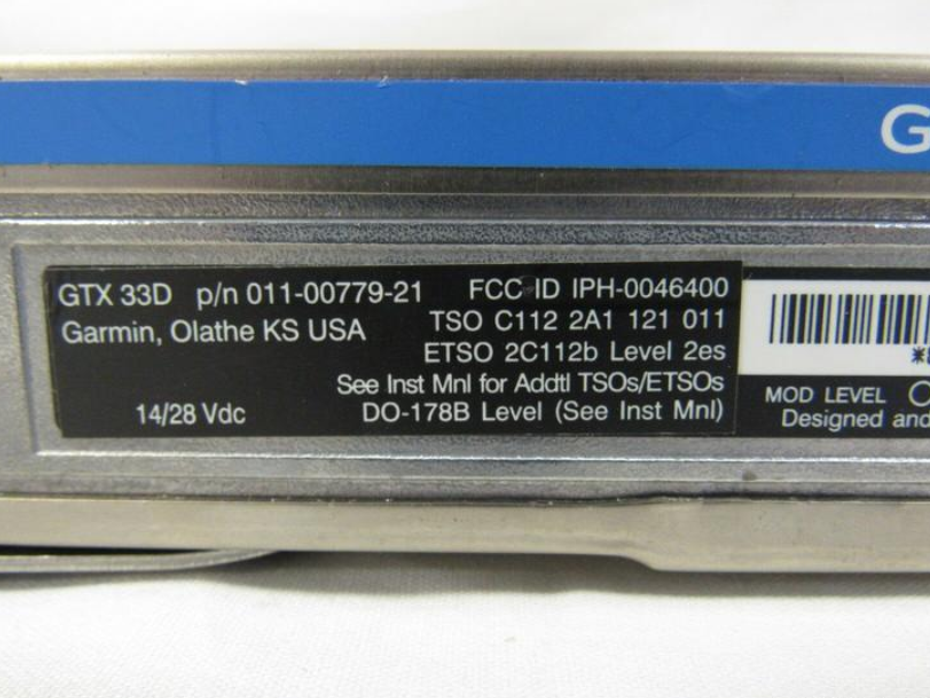 G
GTX 33D p/n 011-00779-21 FCC ID IPH-0046400
Garmin, Olathe KS USA TSO C112 2A1 121 011
ETSO 2C112b Level 2es
See Inst Mnl for Addtl TSOs/ETSOs
14/28 Vdc DO-178B Level (See Inst Mnl)
MOD LEVEL C
Designed and